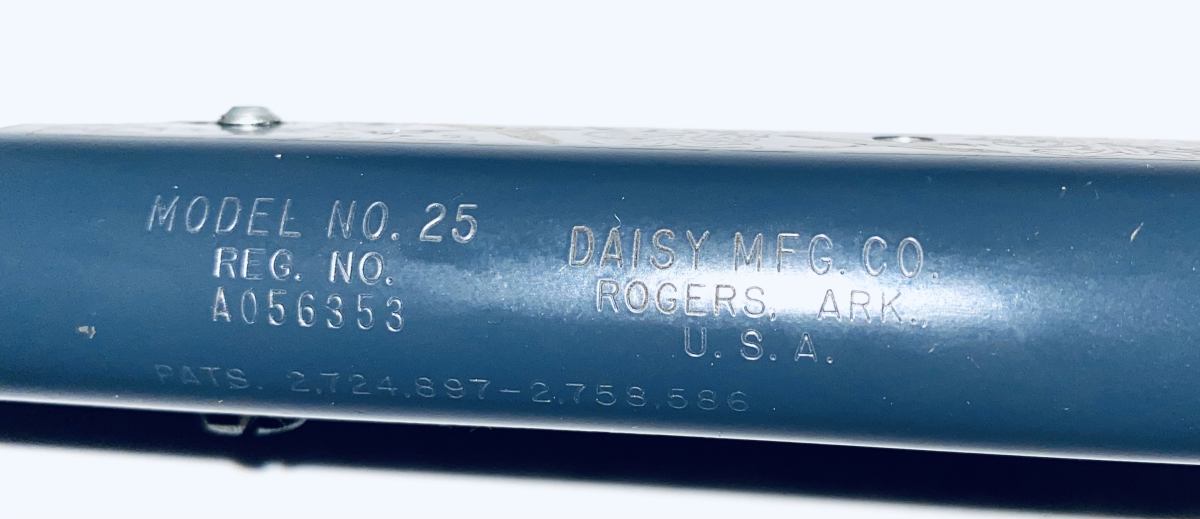 MODEL NO. 25
REG. NO.
A056353
DAISY MFG. CO.
ROGERS, ARK.,
U. S. A.
PATS. 2,724,897-2,758,586